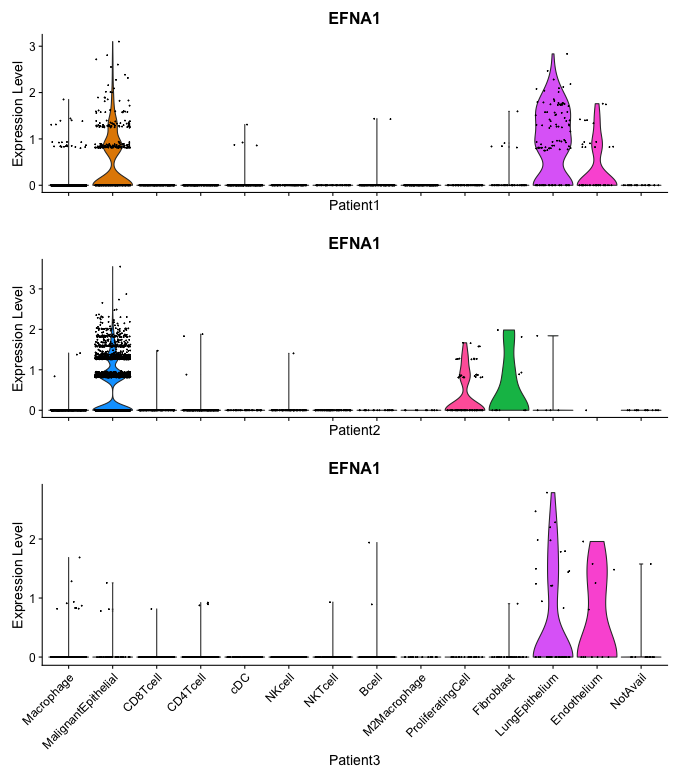 EFNA1
Expression Level
3
2
1
0
Patient1
EFNA1
Expression Level
3
2
1
0
Patient2
EFNA1
Expression Level
2
1
0
Macrophage
MalignantEpithelial
CD8Tcell
CD4Tcell
cDC
NKcell
NKTcell
Bcell
M2Macrophage
ProliferatingCell
Fibroblast
LungEpithelium
Endothelium
NotAvail
Patient3